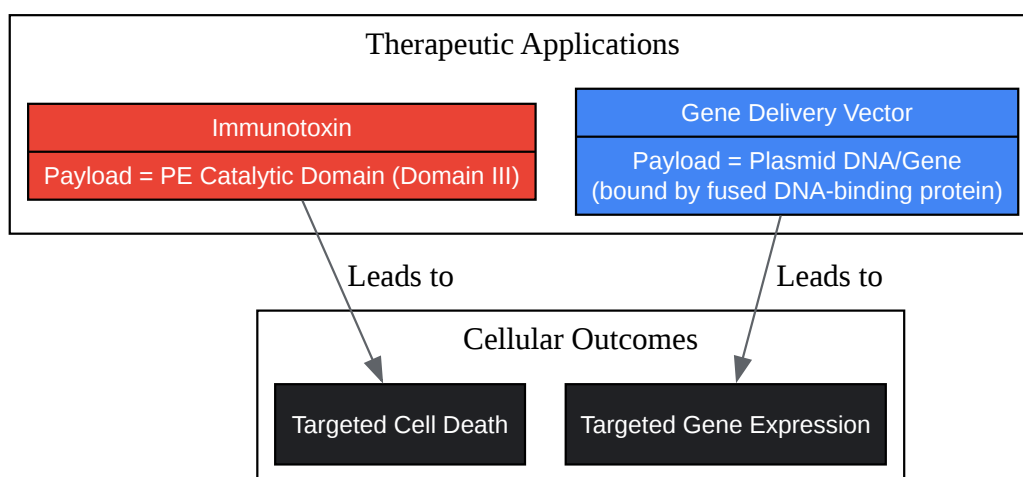 Therapeutic Applications
Immunotoxin
Payload = PE Catalytic Domain (Domain III)
Gene Delivery Vector
Payload = Plasmid DNA/Gene
(bound by fused DNA-binding protein)
Leads to
Leads to
Cellular Outcomes
Targeted Cell Death
Targeted Gene Expression